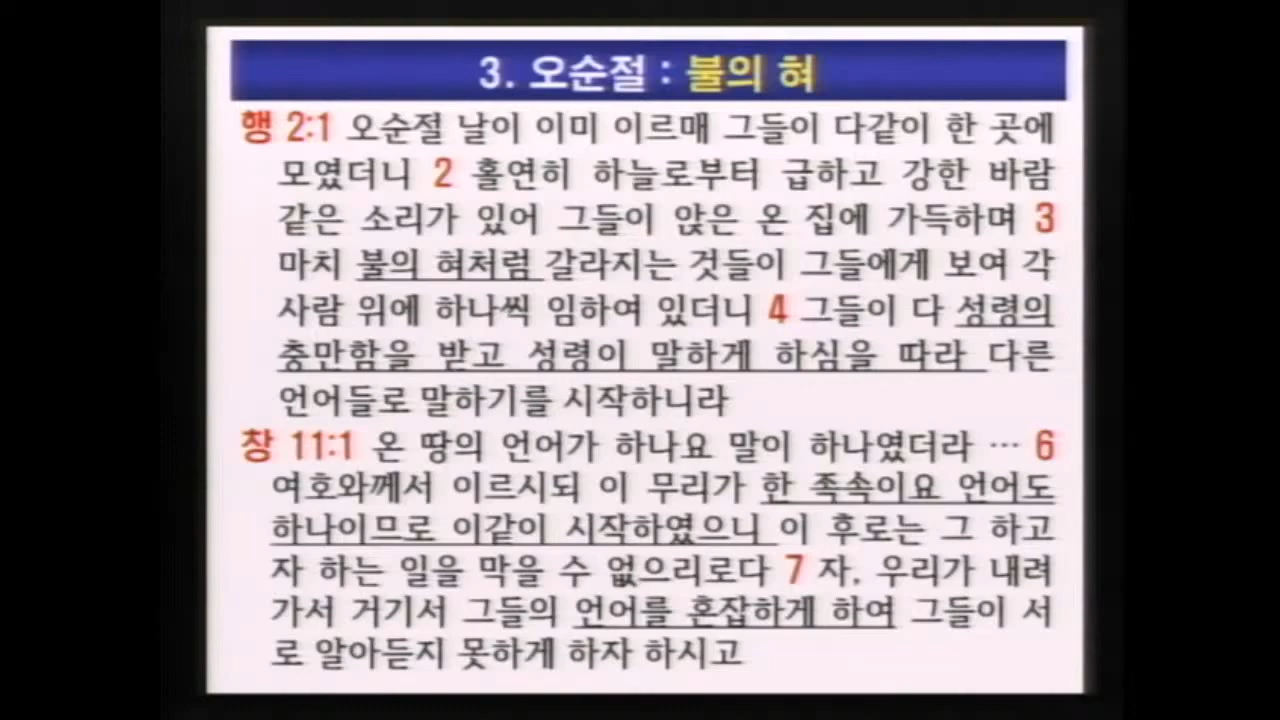 3. 오순절 : 불의 혀
행 2:1 오순절 날이 이미 이르매 그들이 다같이 한 곳에
모였더니 2 홀연히 하늘로부터 급하고 강한 바람
같은 소리가 있어 그들이 앉은 온 집에 가득하며 3
마치 불의 혀처럼 갈라지는 것들이 그들에게 보여 각
사람 위에 하나씩 임하여 있더니 4 그들이 다 성령의
충만함을 받고 성령이 말하게 하심을 따라 다른
언어들로 말하기를 시작하니라
창 11:1 온 땅의 언어가 하나요 말이 하나였더라 … 6
여호와께서 이르시되 이 무리가 한 족속이요 언어도
하나이므로 이같이 시작하였으니 이 후로는 그 하고
자 하는 일을 막을 수 없으리로다 7 자, 우리가 내려
가서 거기서 그들의 언어를 혼잡하게 하여 그들이 서
로 알아듣지 못하게 하자 하시고